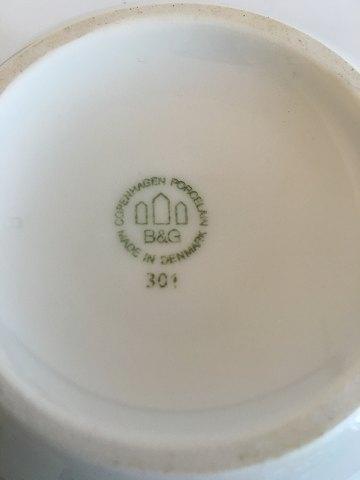 COPENHAGEN PORCELAIN
B&G
MADE IN DENMARK
301